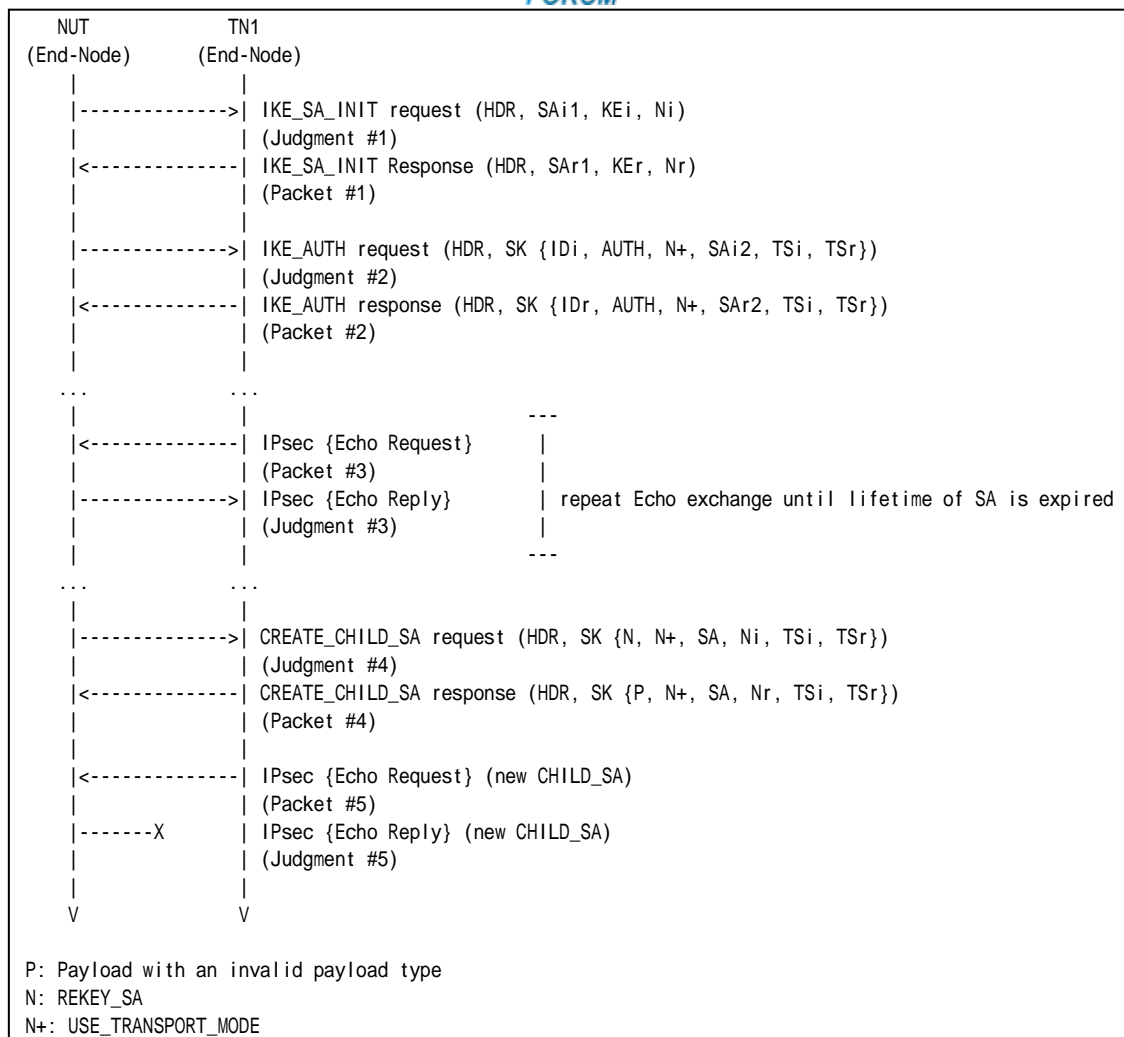 FORUM
NUT TN1
(End-Node) (End-Node)
| |
|-------------->| IKE_SA_INIT request (HDR, SAi1, KEi, Ni)
| | (Judgment #1)
|<--------------| IKE_SA_INIT Response (HDR, SAr1, KEr, Nr)
| | (Packet #1)
| |
|-------------->| IKE_AUTH request (HDR, SK {IDi, AUTH, N+, SAi2, TSi, TSr})
| | (Judgment #2)
|<--------------| IKE_AUTH response (HDR, SK {IDr, AUTH, N+, SAr2, TSi, TSr})
| | (Packet #2)
| |
... ...
| | ---
|<--------------| IPsec {Echo Request} |
| | (Packet #3) |
|-------------->| IPsec {Echo Reply} | repeat Echo exchange until lifetime of SA is expired
| | (Judgment #3) |
| | ---
... ...
| |
|-------------->| CREATE_CHILD_SA request (HDR, SK {N, N+, SA, Ni, TSi, TSr})
| | (Judgment #4)
|<--------------| CREATE_CHILD_SA response (HDR, SK {P, N+, SA, Nr, TSi, TSr})
| | (Packet #4)
| |
|<--------------| IPsec {Echo Request} (new CHILD_SA)
| | (Packet #5)
|-------X | IPsec {Echo Reply} (new CHILD_SA)
| | (Judgment #5)
| |
V V
P: Payload with an invalid payload type
N: REKEY_SA
N+: USE_TRANSPORT_MODE